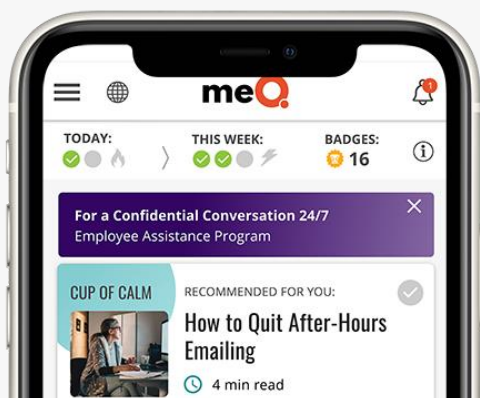 meQ
1
TODAY:
THIS WEEK:
BADGES:
16
i
For a Confidential Conversation 24/7
Employee Assistance Program
CUP OF CALM
RECOMMENDED FOR YOU:
How to Quit After-Hours
Emailing
4 min read